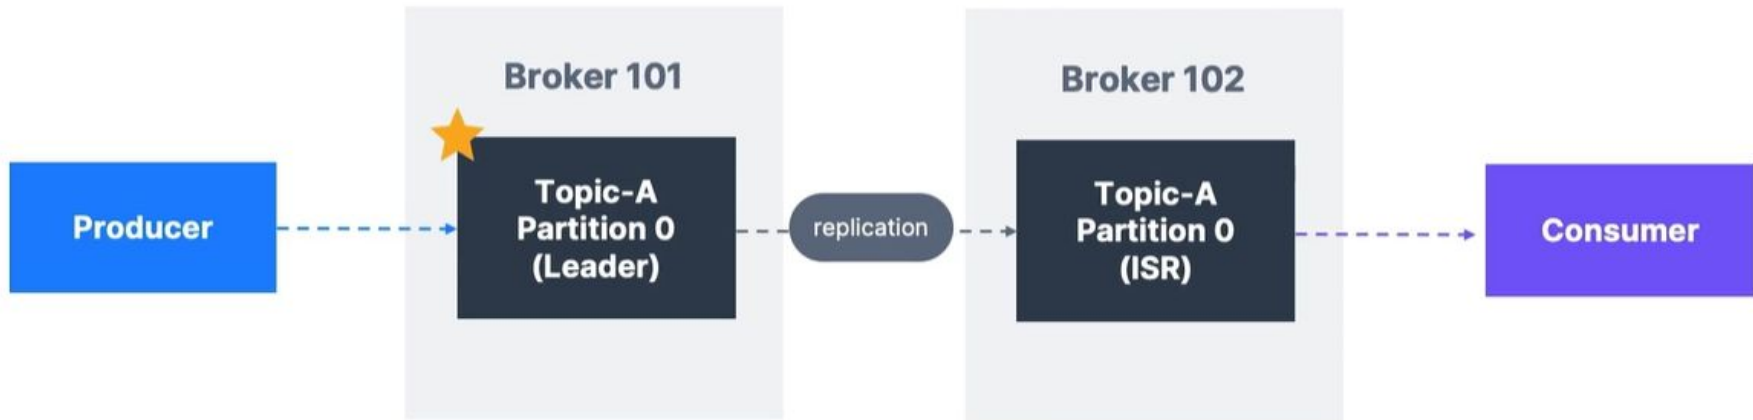 Broker 101
Broker 102
Producer
Topic-A
Partition 0
(Leader)
replication
Topic-A
Partition 0
(ISR)
Consumer